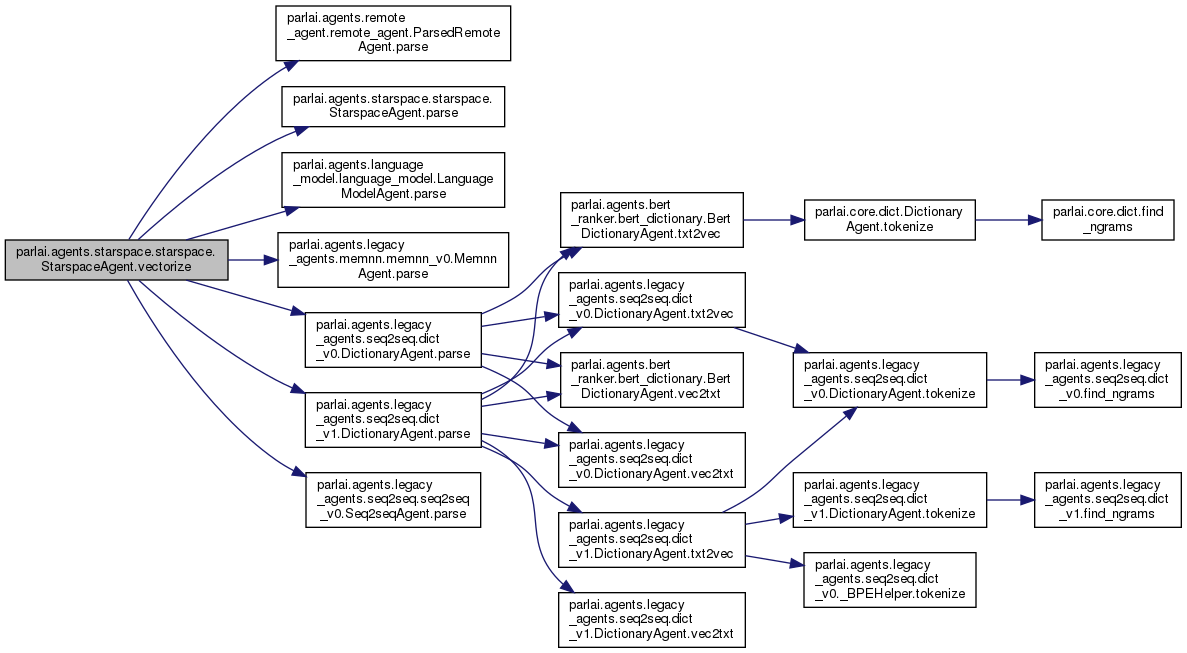 parlai.agents.starspace.starspace.
StarspaceAgent.vectorize
parlai.agents.remote
_agent.remote_agent.ParsedRemote
Agent.parse
parlai.agents.starspace.starspace.
StarspaceAgent.parse
parlai.agents.language
_model.language_model.Language
ModelAgent.parse
parlai.agents.legacy
_agents.memnn.memnn_v0.Memnn
Agent.parse
parlai.agents.legacy
_agents.seq2seq.dict
_v0.DictionaryAgent.parse
parlai.agents.legacy
_agents.seq2seq.dict
_v1.DictionaryAgent.parse
parlai.agents.legacy
_agents.seq2seq.seq2seq
_v0.Seq2seqAgent.parse
parlai.agents.bert
_ranker.bert_dictionary.Bert
DictionaryAgent.txt2vec
parlai.agents.legacy
_agents.seq2seq.dict
_v0.DictionaryAgent.txt2vec
parlai.agents.bert
_ranker.bert_dictionary.Bert
DictionaryAgent.vec2txt
parlai.agents.legacy
_agents.seq2seq.dict
_v0.DictionaryAgent.vec2txt
parlai.agents.legacy
_agents.seq2seq.dict
_v1.DictionaryAgent.txt2vec
parlai.agents.legacy
_agents.seq2seq.dict
_v1.DictionaryAgent.vec2txt
parlai.core.dict.Dictionary
Agent.tokenize
parlai.agents.legacy
_agents.seq2seq.dict
_v0.DictionaryAgent.tokenize
parlai.agents.legacy
_agents.seq2seq.dict
_v1.DictionaryAgent.tokenize
parlai.agents.legacy
_agents.seq2seq.dict
_v0._BPEHelper.tokenize
parlai.core.dict.find
_ngrams
parlai.agents.legacy
_agents.seq2seq.dict
_v0.find_ngrams
parlai.agents.legacy
_agents.seq2seq.dict
_v1.find_ngrams